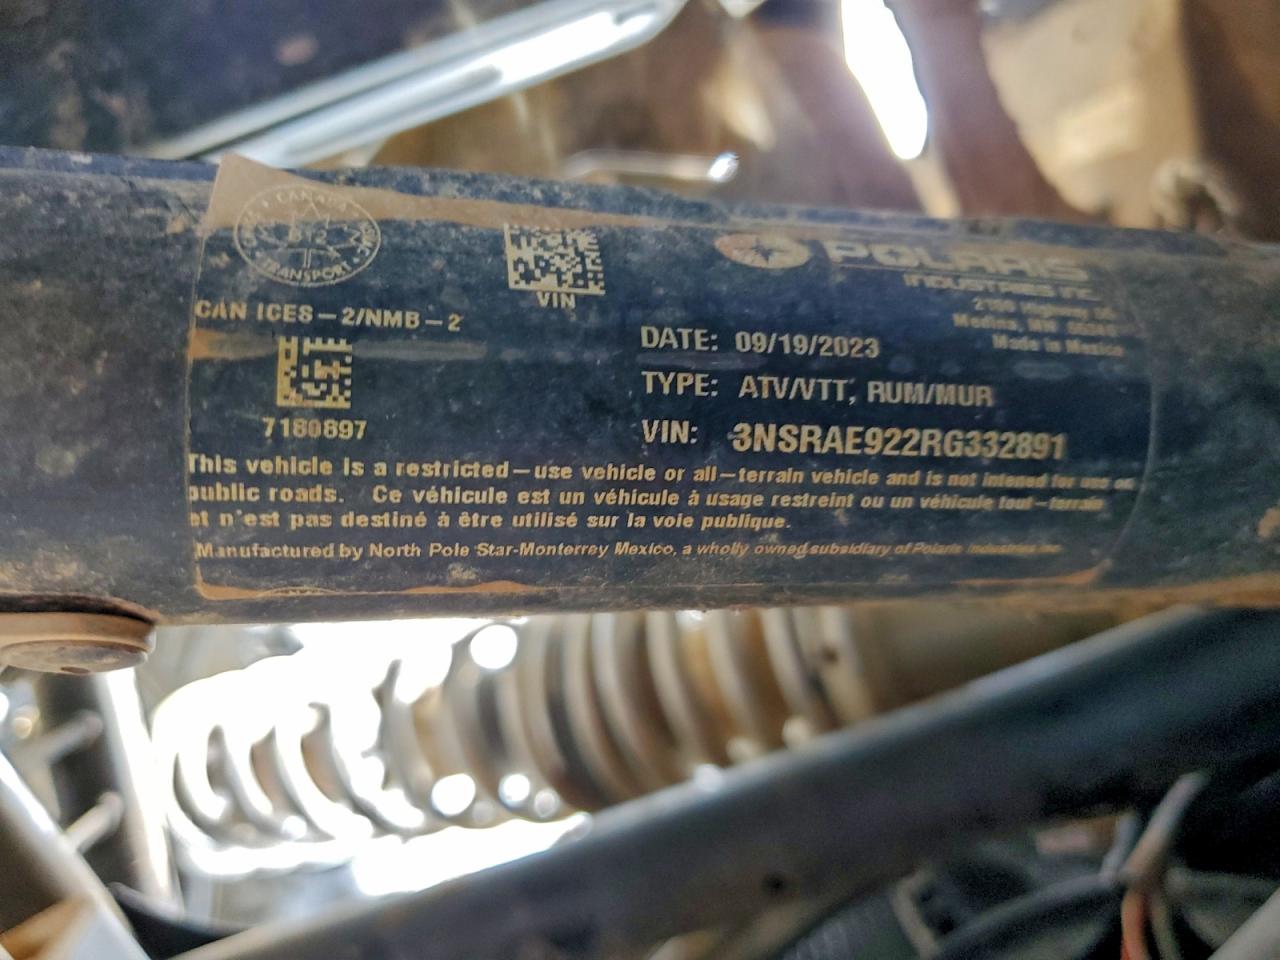 CANADA
TRANSPORT
CAN ICES-2/NMB-2
7180897
VIN
POLARIS
INDUSTRIES INC.
Medina, MN
Made in Mexico
DATE: 09/19/2023
TYPE: ATV/VTT, RUM/MUR
VIN: 3NSRAE922RG332891
This vehicle is a restricted-use vehicle or all-terrain vehicle and is not intened for use on
public roads. Ce véhicule est un véhicule à usage restreint ou un véhicule tout-terrain
et n'est pas destiné à être utilisé sur la voie publique.
Manufactured by North Pole Star-Monterrey Mexico, a wholly owned subsidiary of Polaris Industries Inc.